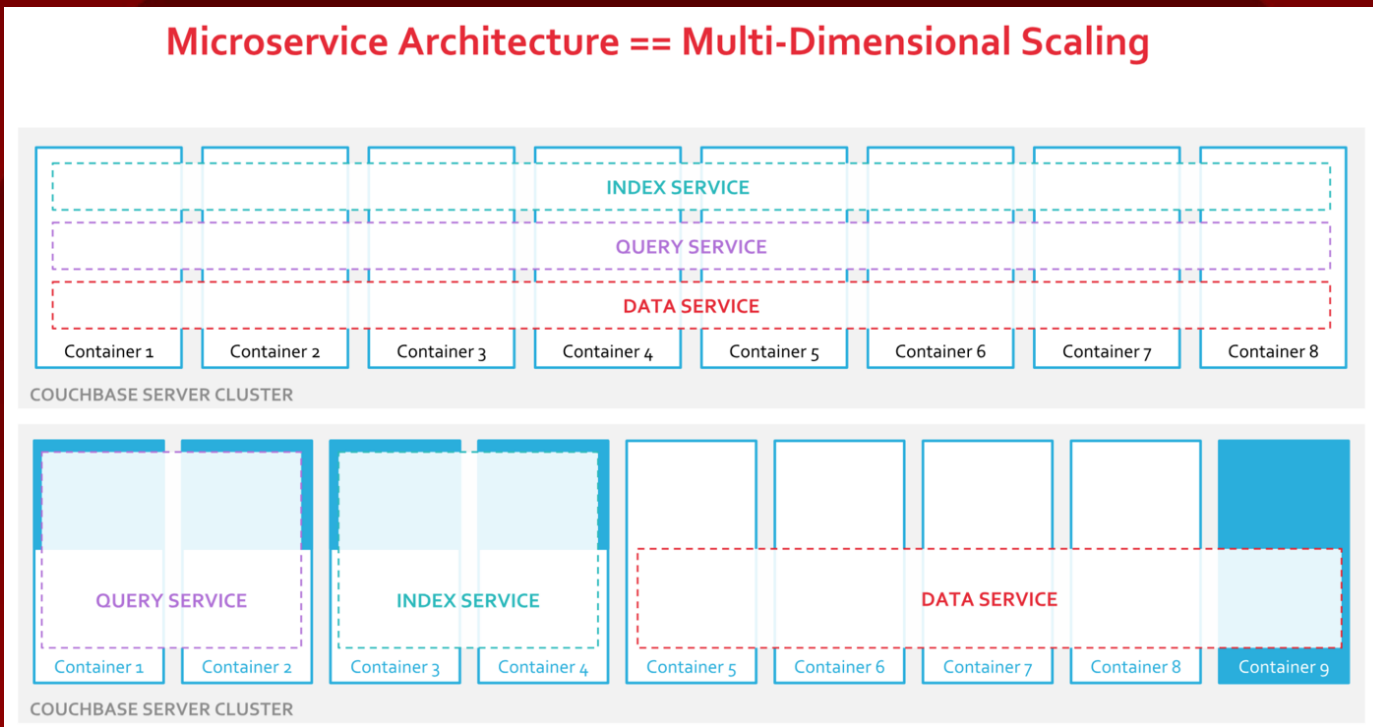 Microservice Architecture == Multi-Dimensional Scaling
INDEX SERVICE
QUERY SERVICE
DATA SERVICE
Container 1
Container 2
Container 3
Container 4
Container 5
Container 6
Container 7
Container 8
COUCHBASE SERVER CLUSTER
QUERY SERVICE
INDEX SERVICE
DATA SERVICE
Container 1
Container 2
Container 3
Container 4
Container 5
Container 6
Container 7
Container 8
Container 9
COUCHBASE SERVER CLUSTER